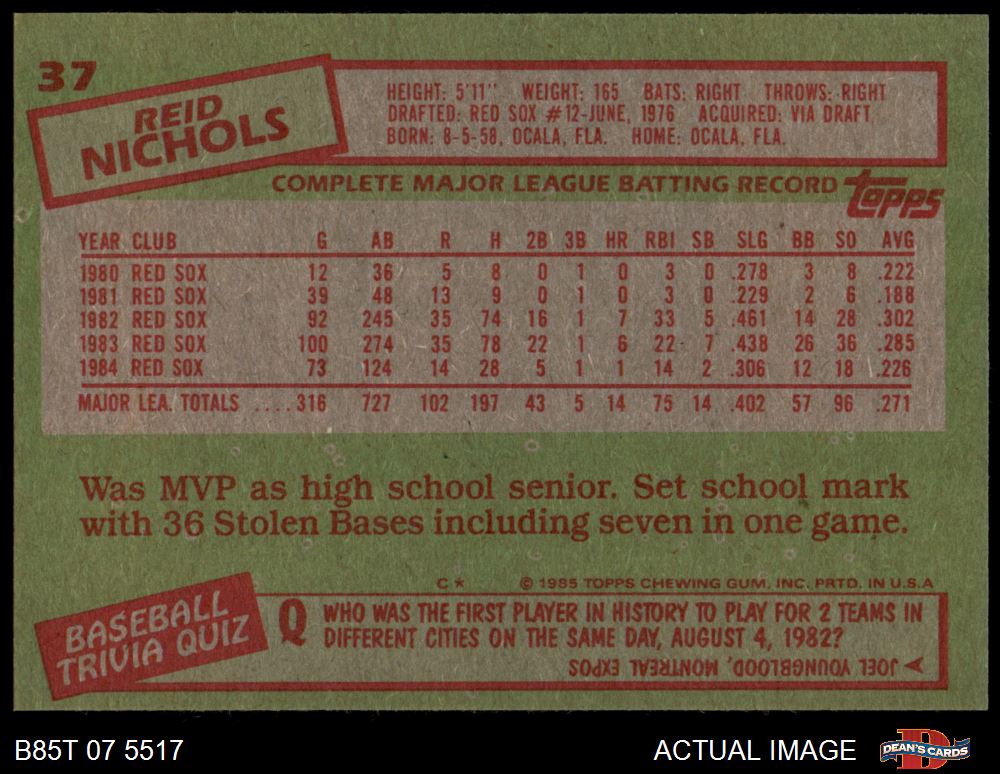 37
REID
NICHOLS
HEIGHT: 5'11" WEIGHT: 165 BATS: RIGHT THROWS: RIGHT
DRAFTED: RED SOX #12-JUNE, 1976 ACQUIRED: VIA DRAFT
BORN: 8-5-58, OCALA, FLA. HOME: OCALA, FLA.
COMPLETE MAJOR LEAGUE BATTING RECORD topps
YEAR CLUB G AB R H 2B 3B HR RBI SB SLG BB SO AVG
1980 RED SOX 12 36 5 8 0 1 0 3 0 .278 3 8 .222
1981 RED SOX 39 48 13 9 0 1 0 3 0 .229 2 6 .188
1982 RED SOX 92 245 35 74 16 1 7 33 5 .461 14 28 .302
1983 RED SOX 100 274 35 78 22 1 6 22 7 .438 26 36 .285
1984 RED SOX 73 124 14 28 5 1 1 14 2 .306 12 18 .226
MAJOR LEA. TOTALS ....316 727 102 197 43 5 14 75 14 .402 57 96 .271
Was MVP as high school senior. Set school mark
with 36 Stolen Bases including seven in one game.
C* © 1985 TOPPS CHEWING GUM, INC. PRTD. IN U.S.A
BASEBALL
TRIVIA QUIZ
Q WHO WAS THE FIRST PLAYER IN HISTORY TO PLAY FOR 2 TEAMS IN
DIFFERENT CITIES ON THE SAME DAY, AUGUST 4, 1982?
JOEL YOUNGBLOOD, MONTREAL EXPOS
B85T 07 5517
ACTUAL IMAGE
D
DEAN'S CARDS